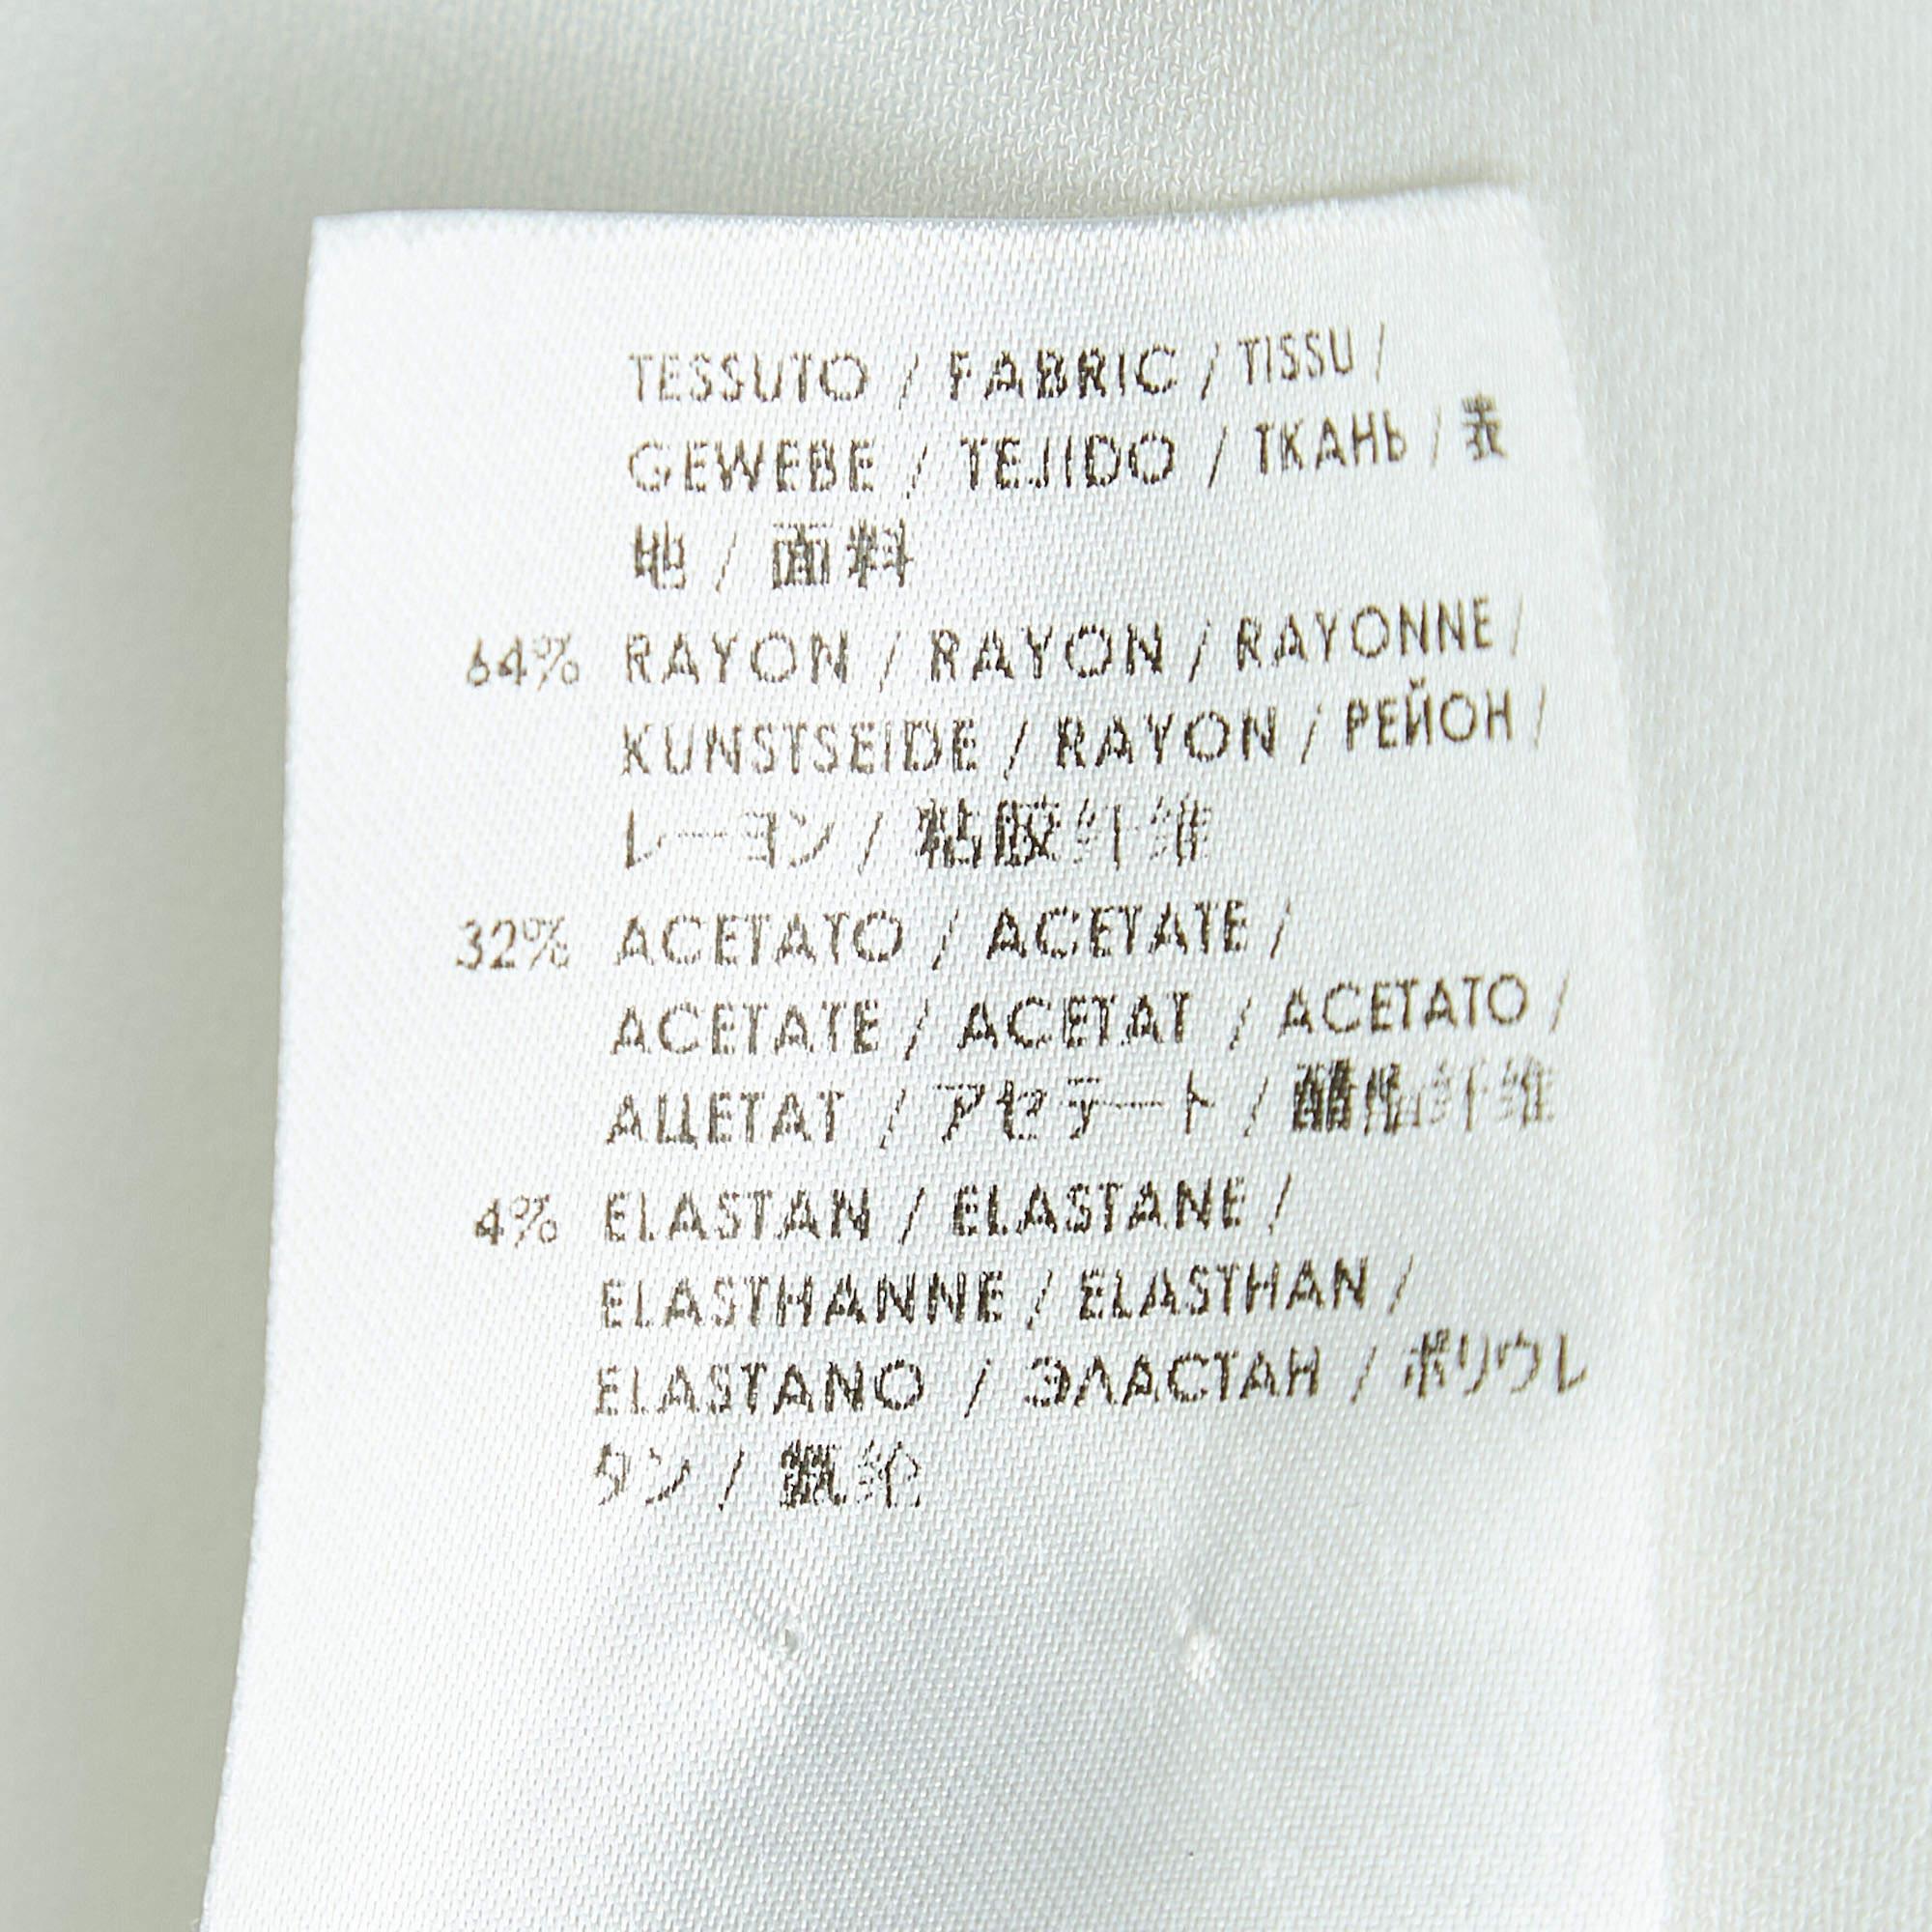 TESSUTO / FABRIC / TISSU /
GEWEBE / TEJIDO / ТКАНЬ /表
地 / 面料
64% RAYON / RAYON / RAYONNE /
KUNSTSEIDE / RAYON / РЕЙОН /
レーヨン / 粘胶纤维
32% ACETATO / ACETATE /
ACETATE / ACETAT / ACETATO /
АЦЕТАТ / アセテート / 醋酯纤维
4% ELASTAN / ELASTANE /
ELASTHANNE / ELASTHAN /
ELASTANO / ЭЛАСТАН / ポリウレ
タン / 氨纶